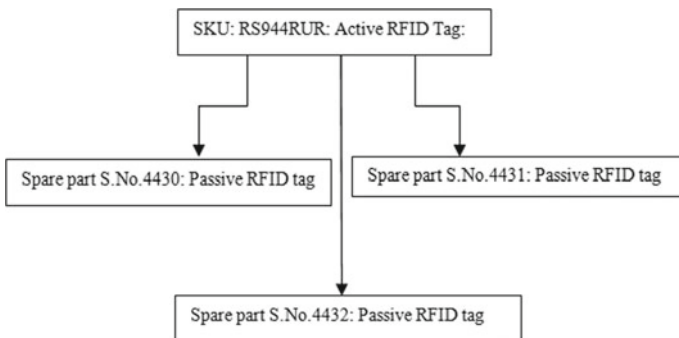 SKU: RS944RUR: Active RFID Tag:
Spare part S.No.4430: Passive RFID tag
Spare part S.No.4431: Passive RFID tag
Spare part S.No.4432: Passive RFID tag